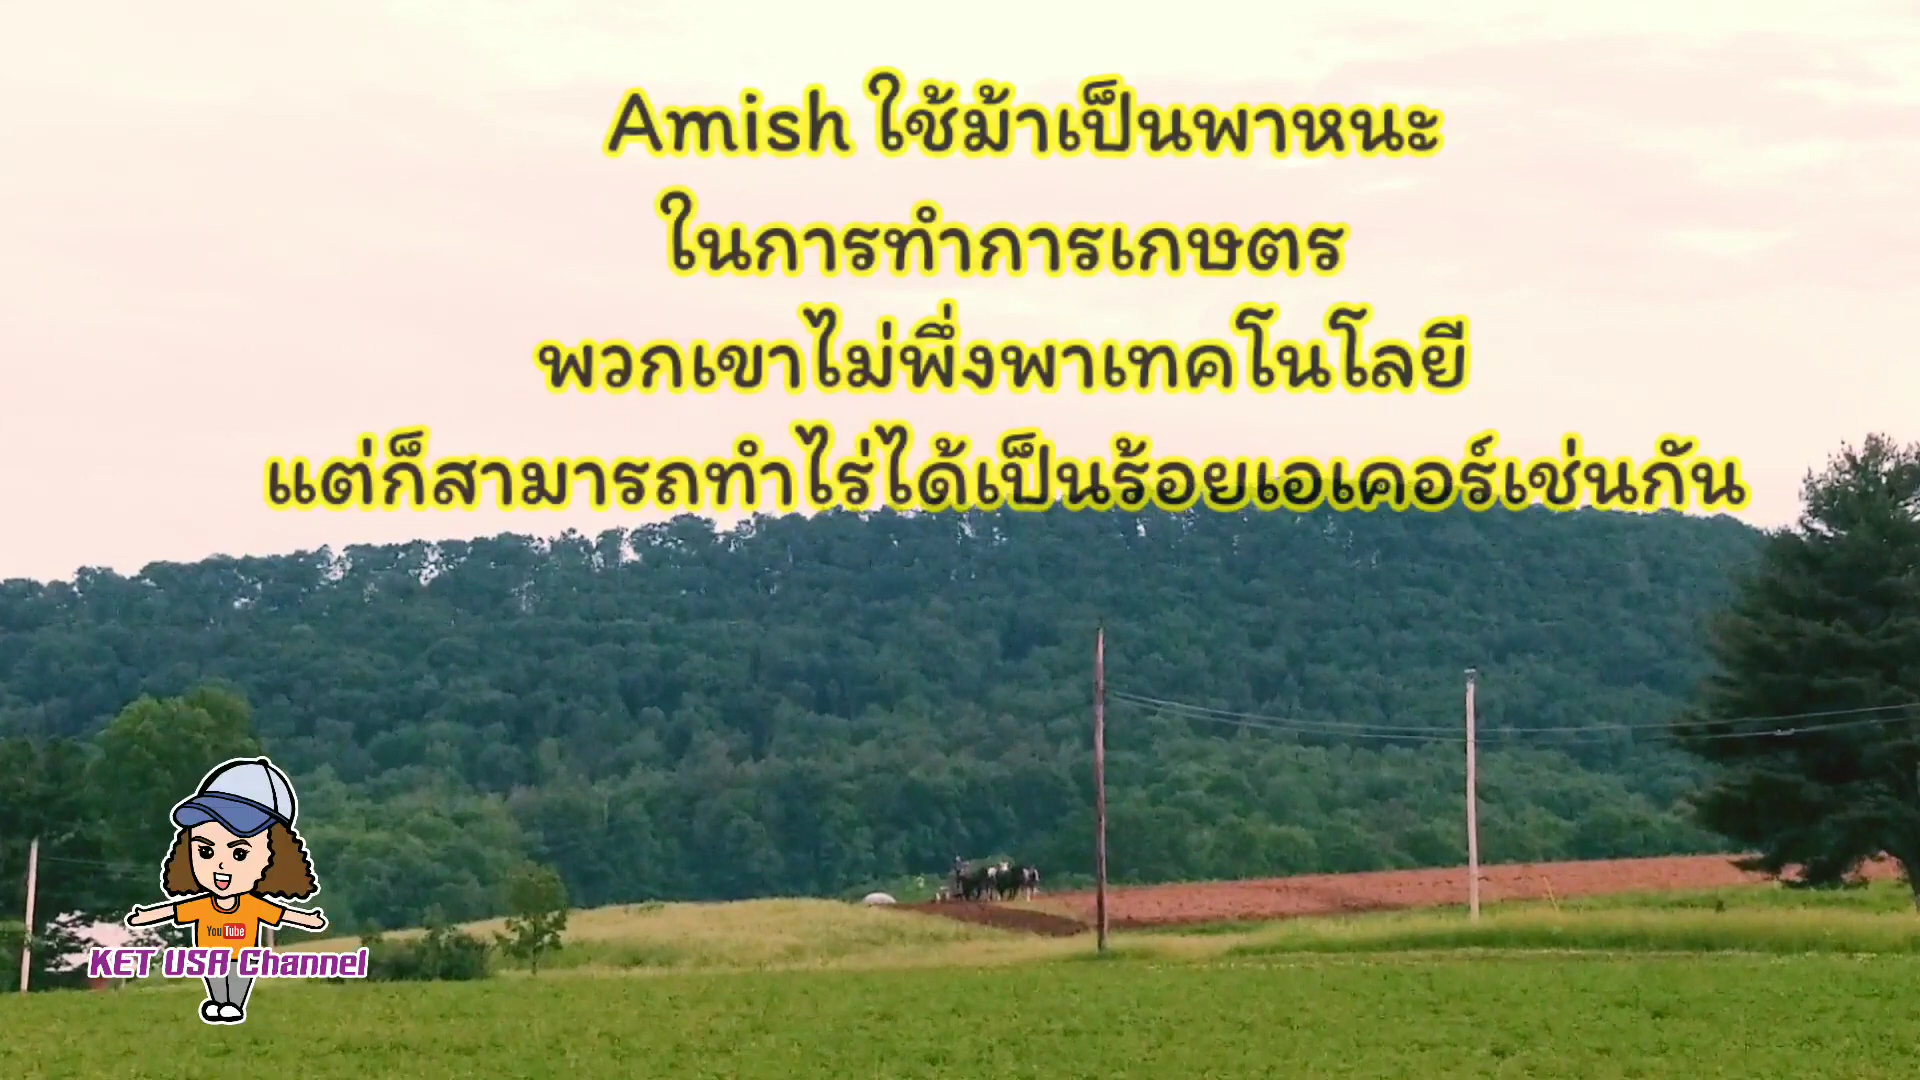 Amish ใช้ม้าเป็นพาหนะ
ในการทำการเกษตร
พวกเขาไม่พึ่งพาเทคโนโลยี
แต่ก็สามารถทำไร่ได้เป็นร้อยเอเคอร์เช่นกัน
YouTube
KET USA Channel